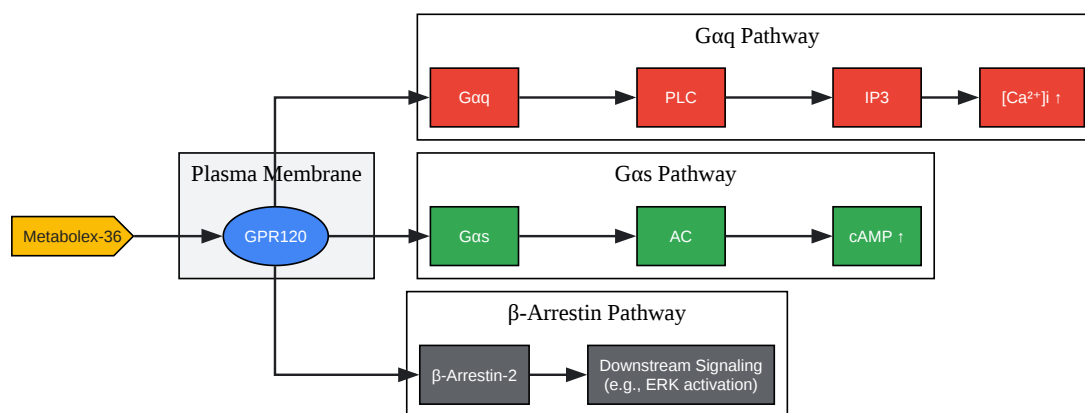 Gαq Pathway
Gαq
PLC
IP3
[Ca²⁺]i ↑
Plasma Membrane
Metabolex-36
GPR120
Gαs Pathway
Gαs
AC
cAMP ↑
β-Arrestin Pathway
β-Arrestin-2
Downstream Signaling
(e.g., ERK activation)